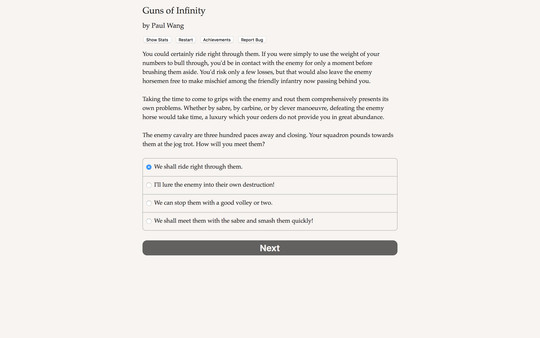 Guns of Infinity
by Paul Wang
Show Stats Restart Achievements Report Bug
You could certainly ride right through them. If you were simply to use the weight of your
numbers to bull through, you'd be in contact with the enemy for only a moment before
brushing them aside. You'd risk only a few losses, but that would also leave the enemy
horsemen free to make mischief among the friendly infantry now passing behind you.
Taking the time to come to grips with the enemy and rout them comprehensively presents its
own problems. Whether by sabre, by carbine, or by clever manoeuvre, defeating the enemy
horse would take time, a luxury which your orders do not provide you in great abundance.
The enemy cavalry are three hundred paces away and closing. Your squadron pounds towards
them at the jog trot. How will you meet them?
We shall ride right through them.
I'll lure the enemy into their own destruction!
We can stop them with a good volley or two.
We shall meet them with the sabre and smash them quickly!
Next